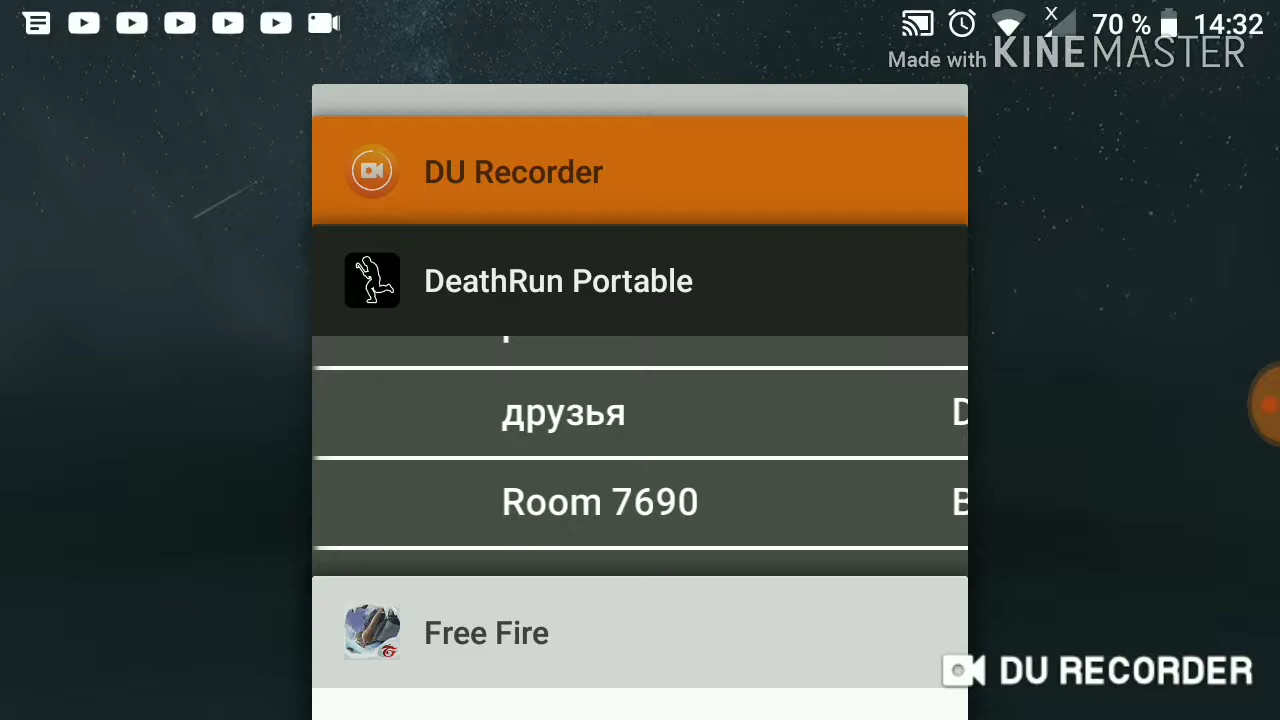 70 % 14:32
Made with KINEMASTER
DU Recorder
DeathRun Portable
друзья D
Room 7690
Free Fire
DU RECORDER